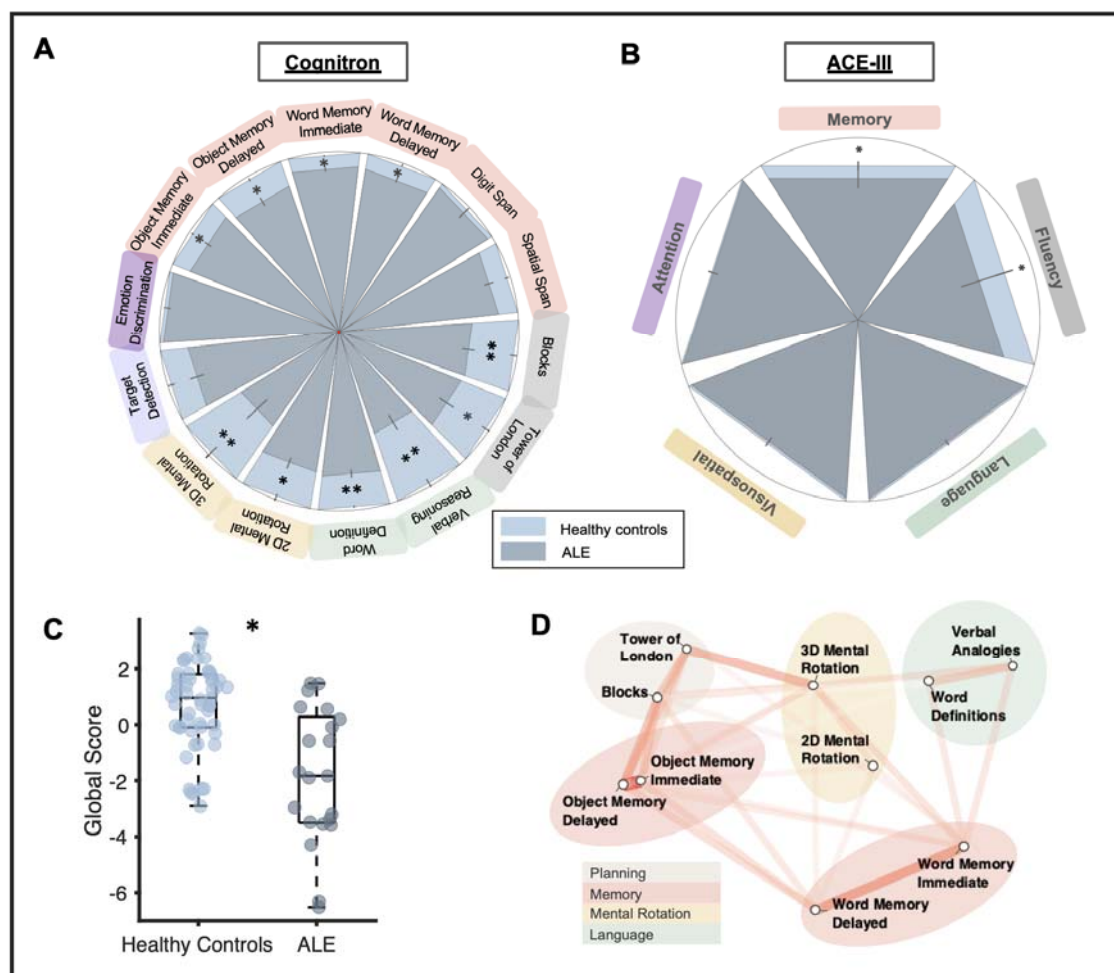 A
Cognitron
Word Memory
Immediate
Word Memory
Delayed
Digit Span
Spatial Span
Blocks
Tower of
London
Verbal
Reasoning
Word
Definition
2D Mental
Rotation
3D Mental
Rotation
Target
Detection
Emotion
Discrimination
Object Memory
Immediate
Object Memory
Delayed
*
*
*
*
**
*
**
**
*
**
B
ACE-III
Memory
Fluency
Language
Visuospatial
Attention
*
*
Healthy controls
ALE
C
*
Global Score
2
0
-2
-4
-6
Healthy Controls
ALE
D
Tower of
London
Blocks
3D Mental
Rotation
Verbal
Analogies
Word
Definitions
2D Mental
Rotation
Object Memory
Immediate
Object Memory
Delayed
Word Memory
Immediate
Word Memory
Delayed
Planning
Memory
Mental Rotation
Language